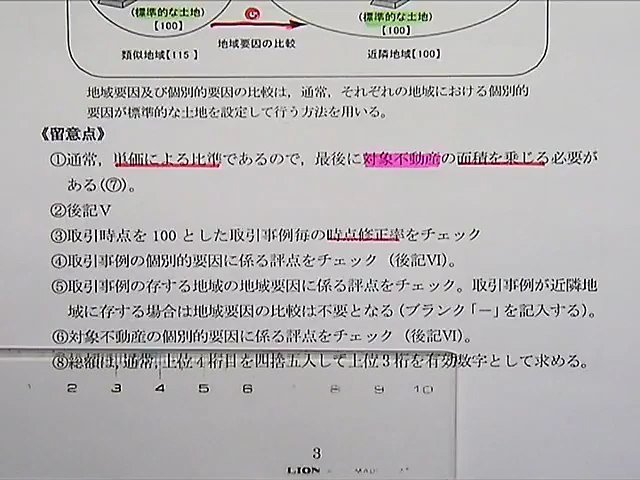 (標準的な土地)
【100】
ⓒ
(標準的な土地)
【100】
類似地域【115】
地域要因の比較
近隣地域【100】
地域要因及び個別的要因の比較は，通常，それぞれの地域における個別的
要因が標準的な土地を設定して行う方法を用いる。
《留意点》
①通常，単価による比準であるので，最後に対象不動産の面積を乗じる必要が
ある(⑦)。
②後記Ⅴ
③取引時点を 100 とした取引事例毎の時点修正率をチェック
④取引事例の個別的要因に係る評点をチェック（後記Ⅵ）。
⑤取引事例の存する地域の地域要因に係る評点をチェック。取引事例が近隣地
域に存する場合は地域要因の比較は不要となる（ブランク「－」を記入する）。
⑥対象不動産の個別的要因に係る評点をチェック（後記Ⅵ）。
⑧総額は，通常，上位４桁目を四捨五入して上位３桁を有効数字として求める。
1 2 3 4 5 6 8 9 10
3
LION